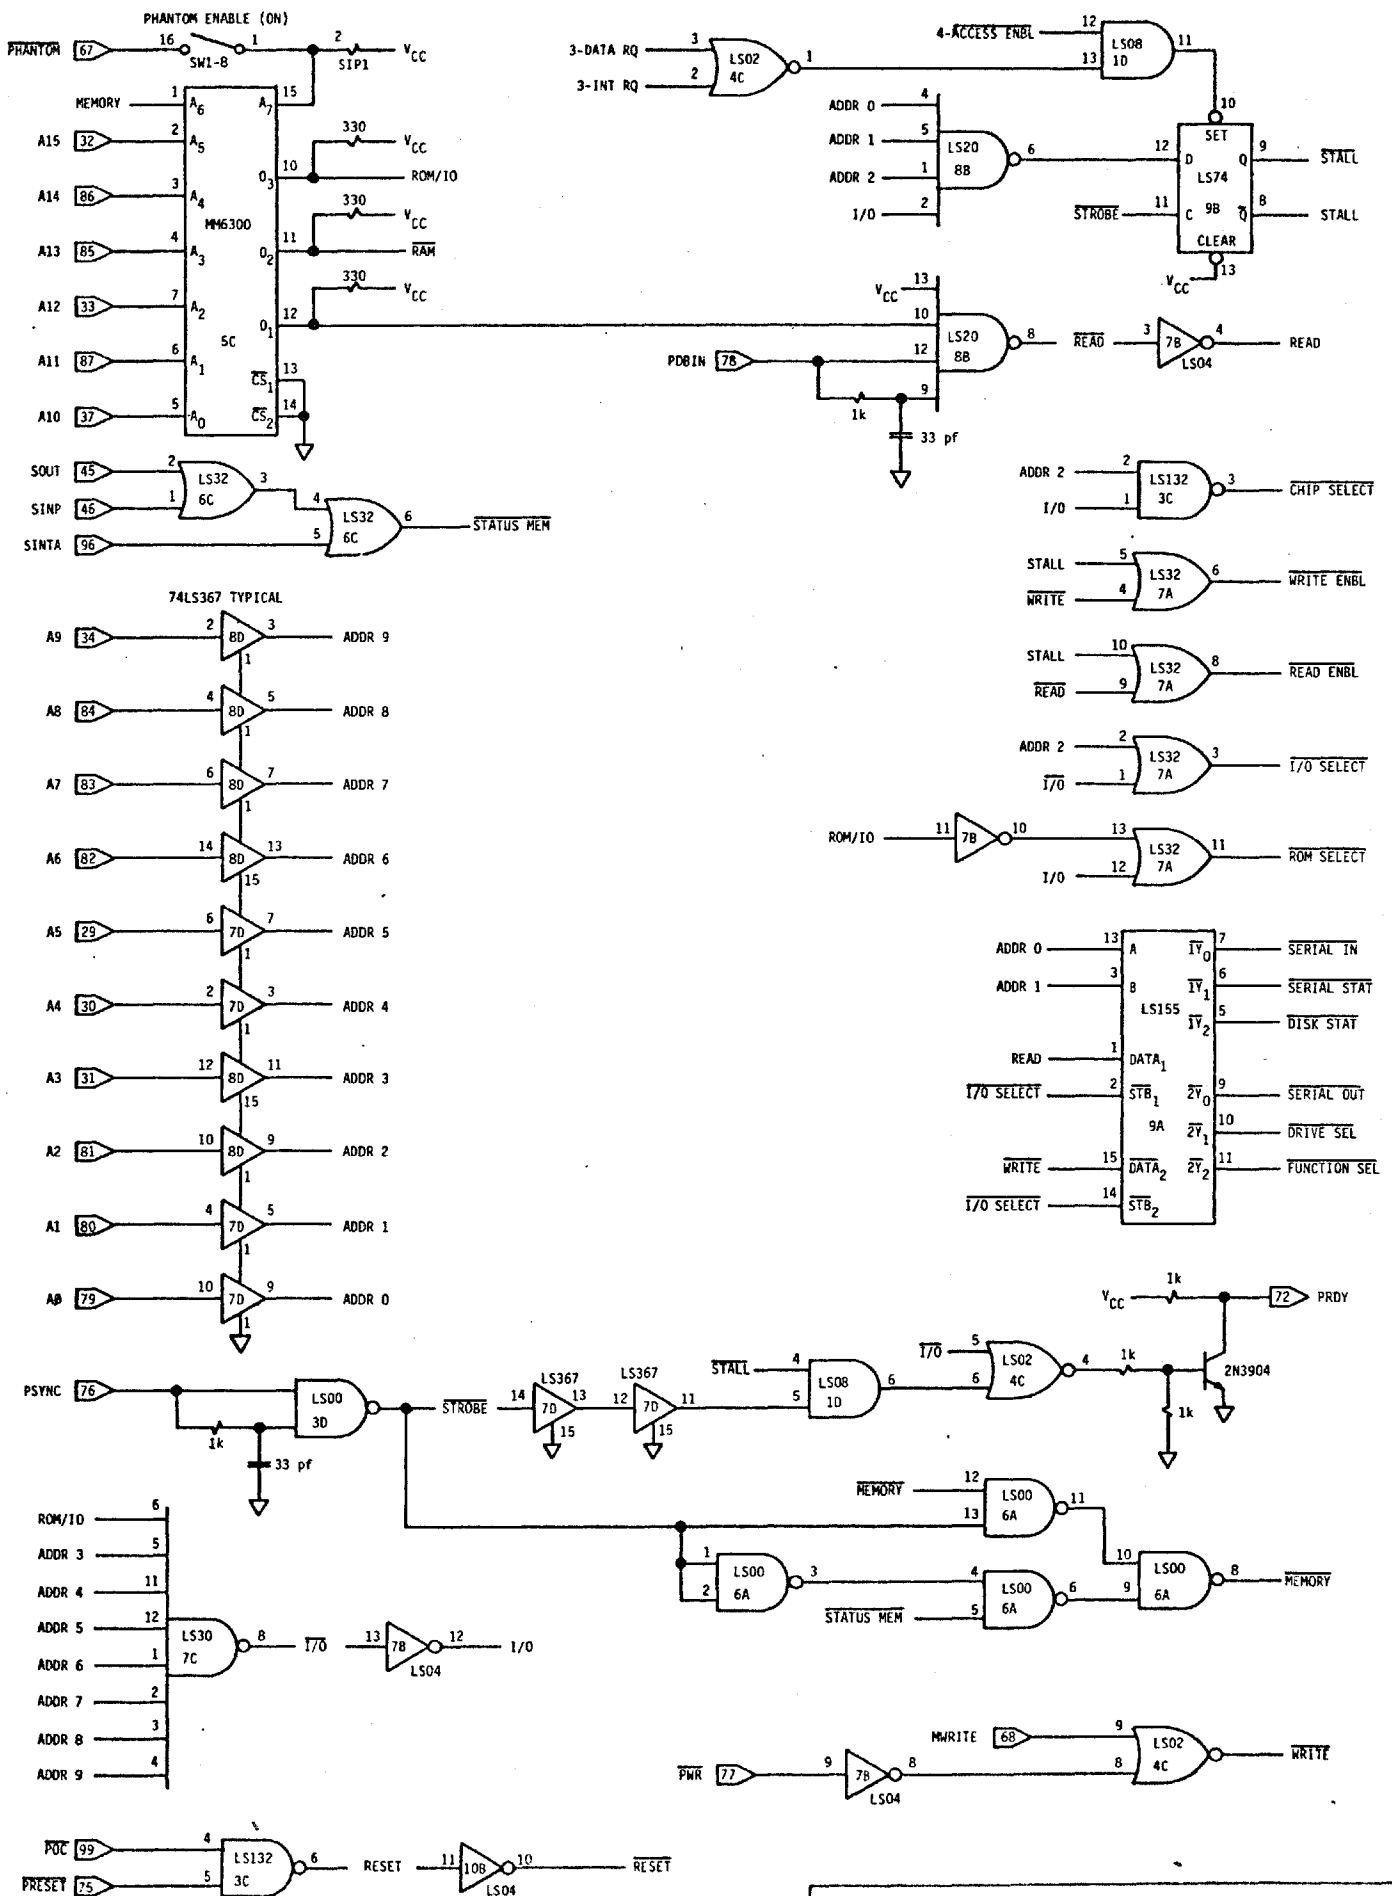 PHANTOM ENABLE (ON)
PHANTOM 67 16 SW1-8 1 2 SIP1 VCC
MEMORY 1 A6 A7 15
A15 32 2 A5
330 VCC
10 O3 ROM/IO
A14 86 3 A4
MM6300
330 VCC
A13 85 4 A3 O2 11 RAM
330 VCC
A12 33 7 A2 O1 12
5C
A11 87 6 A1 CS1 13
A10 37 5 A0 CS2 14
SOUT 45 2 LS32 6C 3
SINP 46 1
4 LS32 6C 6 STATUS MEM
SINTA 96 5
74LS367 TYPICAL
A9 34 2 8D 3 ADDR 9
1
A8 84 4 8D 5 ADDR 8
1
A7 83 6 8D 7 ADDR 7
1
A6 82 14 8D 13 ADDR 6
15
A5 29 6 7D 7 ADDR 5
1
A4 30 2 7D 3 ADDR 4
1
A3 31 12 8D 11 ADDR 3
15
A2 81 10 8D 9 ADDR 2
1
A1 80 4 7D 5 ADDR 1
1
AØ 79 10 7D 9 ADDR 0
1
3-DATA RQ 3 LS02 4C 1
3-INT RQ 2
4-ACCESS ENBL 12 LS08 1D 11
13
ADDR 0 4
ADDR 1 5 LS20 8B 6
ADDR 2 1
I/O 2
10 SET
12 D Q 9 STALL
LS74
STROBE 11 C 9B Q 8 STALL
CLEAR
VCC 13
VCC 13
10 LS20 8B 8 READ 3 7B LS04 4 READ
PDBIN 78 12
1k 9
33 pf
ADDR 2 2 LS132 3C 3 CHIP SELECT
I/O 1
STALL 5 LS32 7A 6 WRITE ENBL
WRITE 4
STALL 10 LS32 7A 8 READ ENBL
READ 9
ADDR 2 2 LS32 7A 3 I/O SELECT
I/O 1
ROM/IO 11 7B 10 13 LS32 7A 11 ROM SELECT
I/O 12
ADDR 0 13 A 1Y0 7 SERIAL IN
ADDR 1 3 B 1Y1 6 SERIAL STAT
LS155 1Y2 5 DISK STAT
READ 1 DATA1
I/O SELECT 2 STB1 2Y0 9 SERIAL OUT
9A 2Y1 10 DRIVE SEL
WRITE 15 DATA2 2Y2 11 FUNCTION SEL
I/O SELECT 14 STB2
VCC 1k 72 PRDY
PSYNC 76 LS00 3D STROBE 14 LS367 7D 13 12 LS367 7D 11
15 15
1k 33 pf
STALL 4 LS08 1D 6
5
I/O 5 LS02 4C 4 1k 2N3904
6 1k
MEMORY 12 LS00 6A 11
13
1 LS00 6A 3 4 LS00 6A 6
2 STATUS MEM 5
10 LS00 6A 8 MEMORY
9
ROM/IO 6
ADDR 3 5
ADDR 4 11
ADDR 5 12
LS30 7C 8 I/O 13 7B LS04 12 I/O
ADDR 6 1
ADDR 7 2
ADDR 8 3
ADDR 9 4
MWRITE 68 9 LS02 4C WRITE
PWR 77 9 7B LS04 8 8
POC 99 4 LS132 3C 6 RESET 11 10B LS04 10 RESET
PRESET 75 5